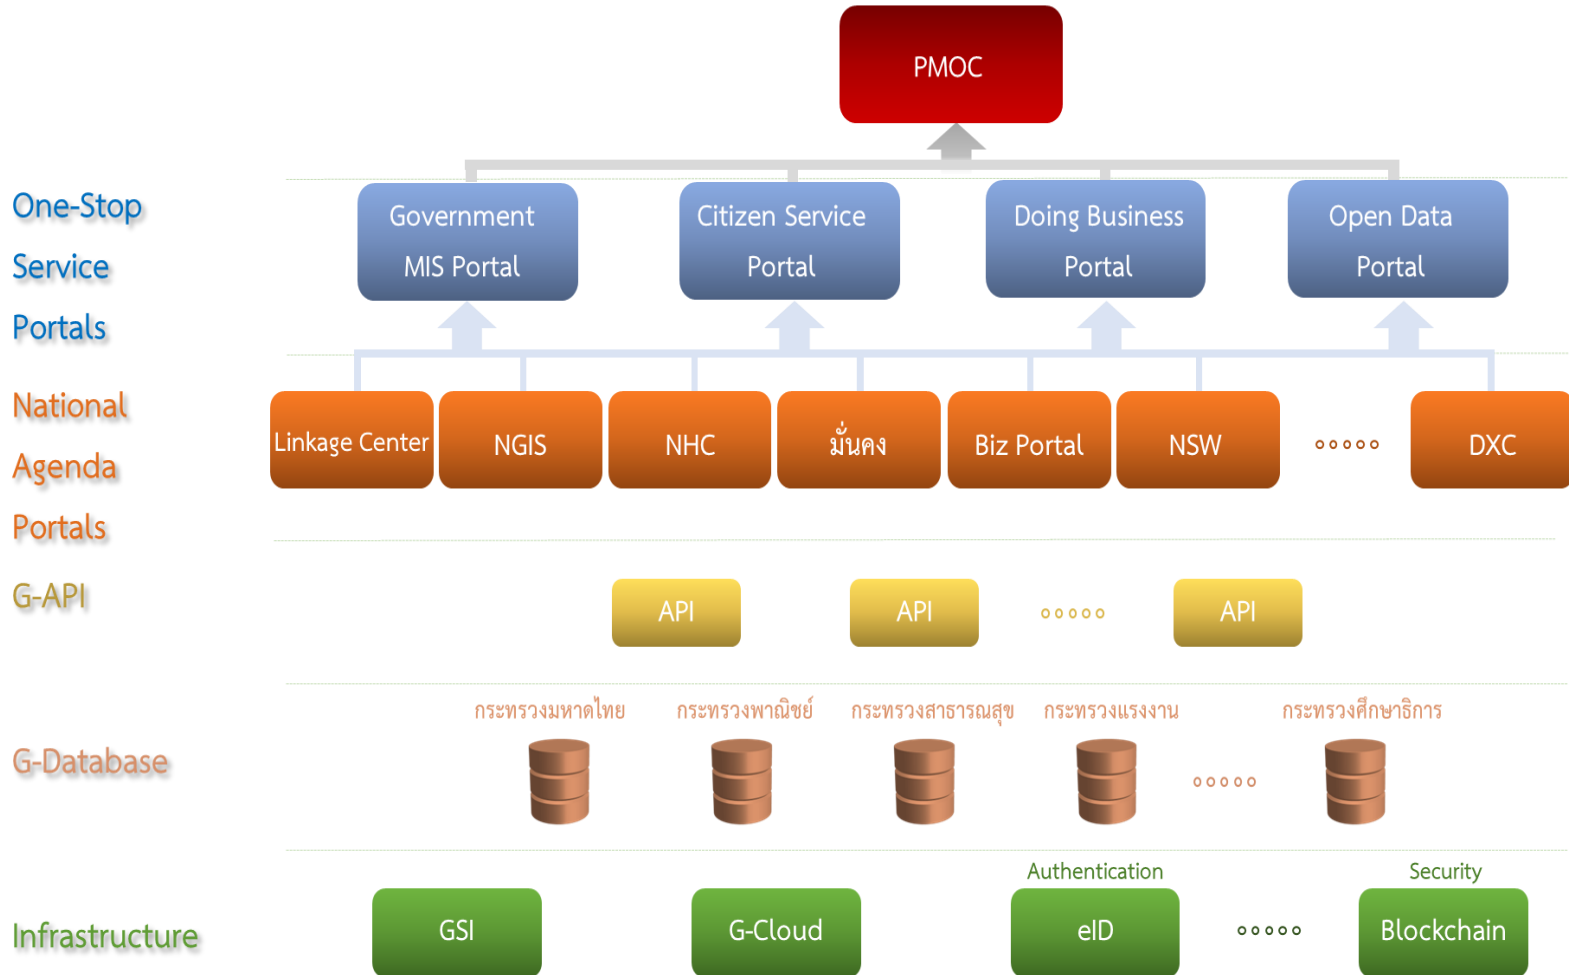 PMOC
One-Stop
Service
Portals
Government
MIS Portal
Citizen Service
Portal
Doing Business
Portal
Open Data
Portal
National
Agenda
Portals
Linkage Center
NGIS
NHC
มั่นคง
Biz Portal
NSW
DXC
G-API
API
API
API
G-Database
กระทรวงมหาดไทย
กระทรวงพาณิชย์
กระทรวงสาธารณสุข
กระทรวงแรงงาน
กระทรวงศึกษาธิการ
Infrastructure
GSI
G-Cloud
Authentication
eID
Security
Blockchain